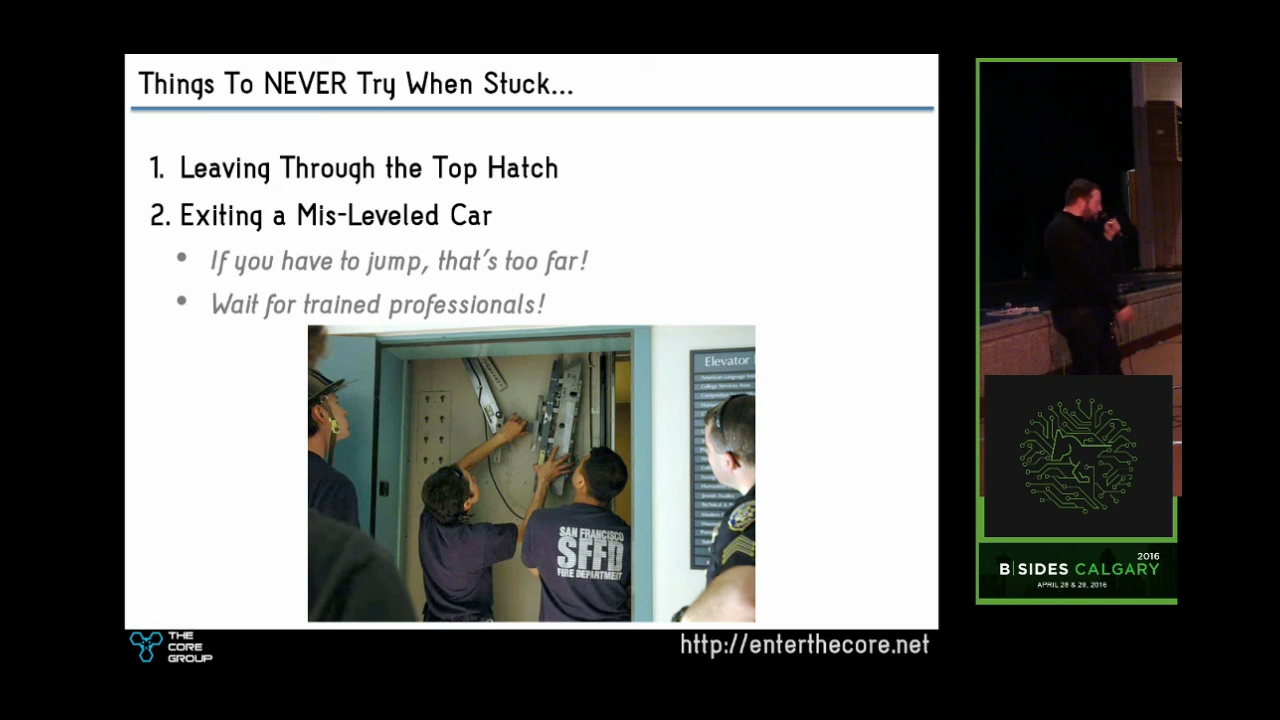 Things To NEVER Try When Stuck...
1. Leaving Through the Top Hatch
2. Exiting a Mis-Leveled Car
• If you have to jump, that's too far!
• Wait for trained professionals!
Elevator
SAN FRANCISCO
SFFD
FIRE DEPARTMENT
THE
CORE
GROUP
http://enterthecore.net
2016
B|SIDES CALGARY
APRIL 28 & 29, 2016